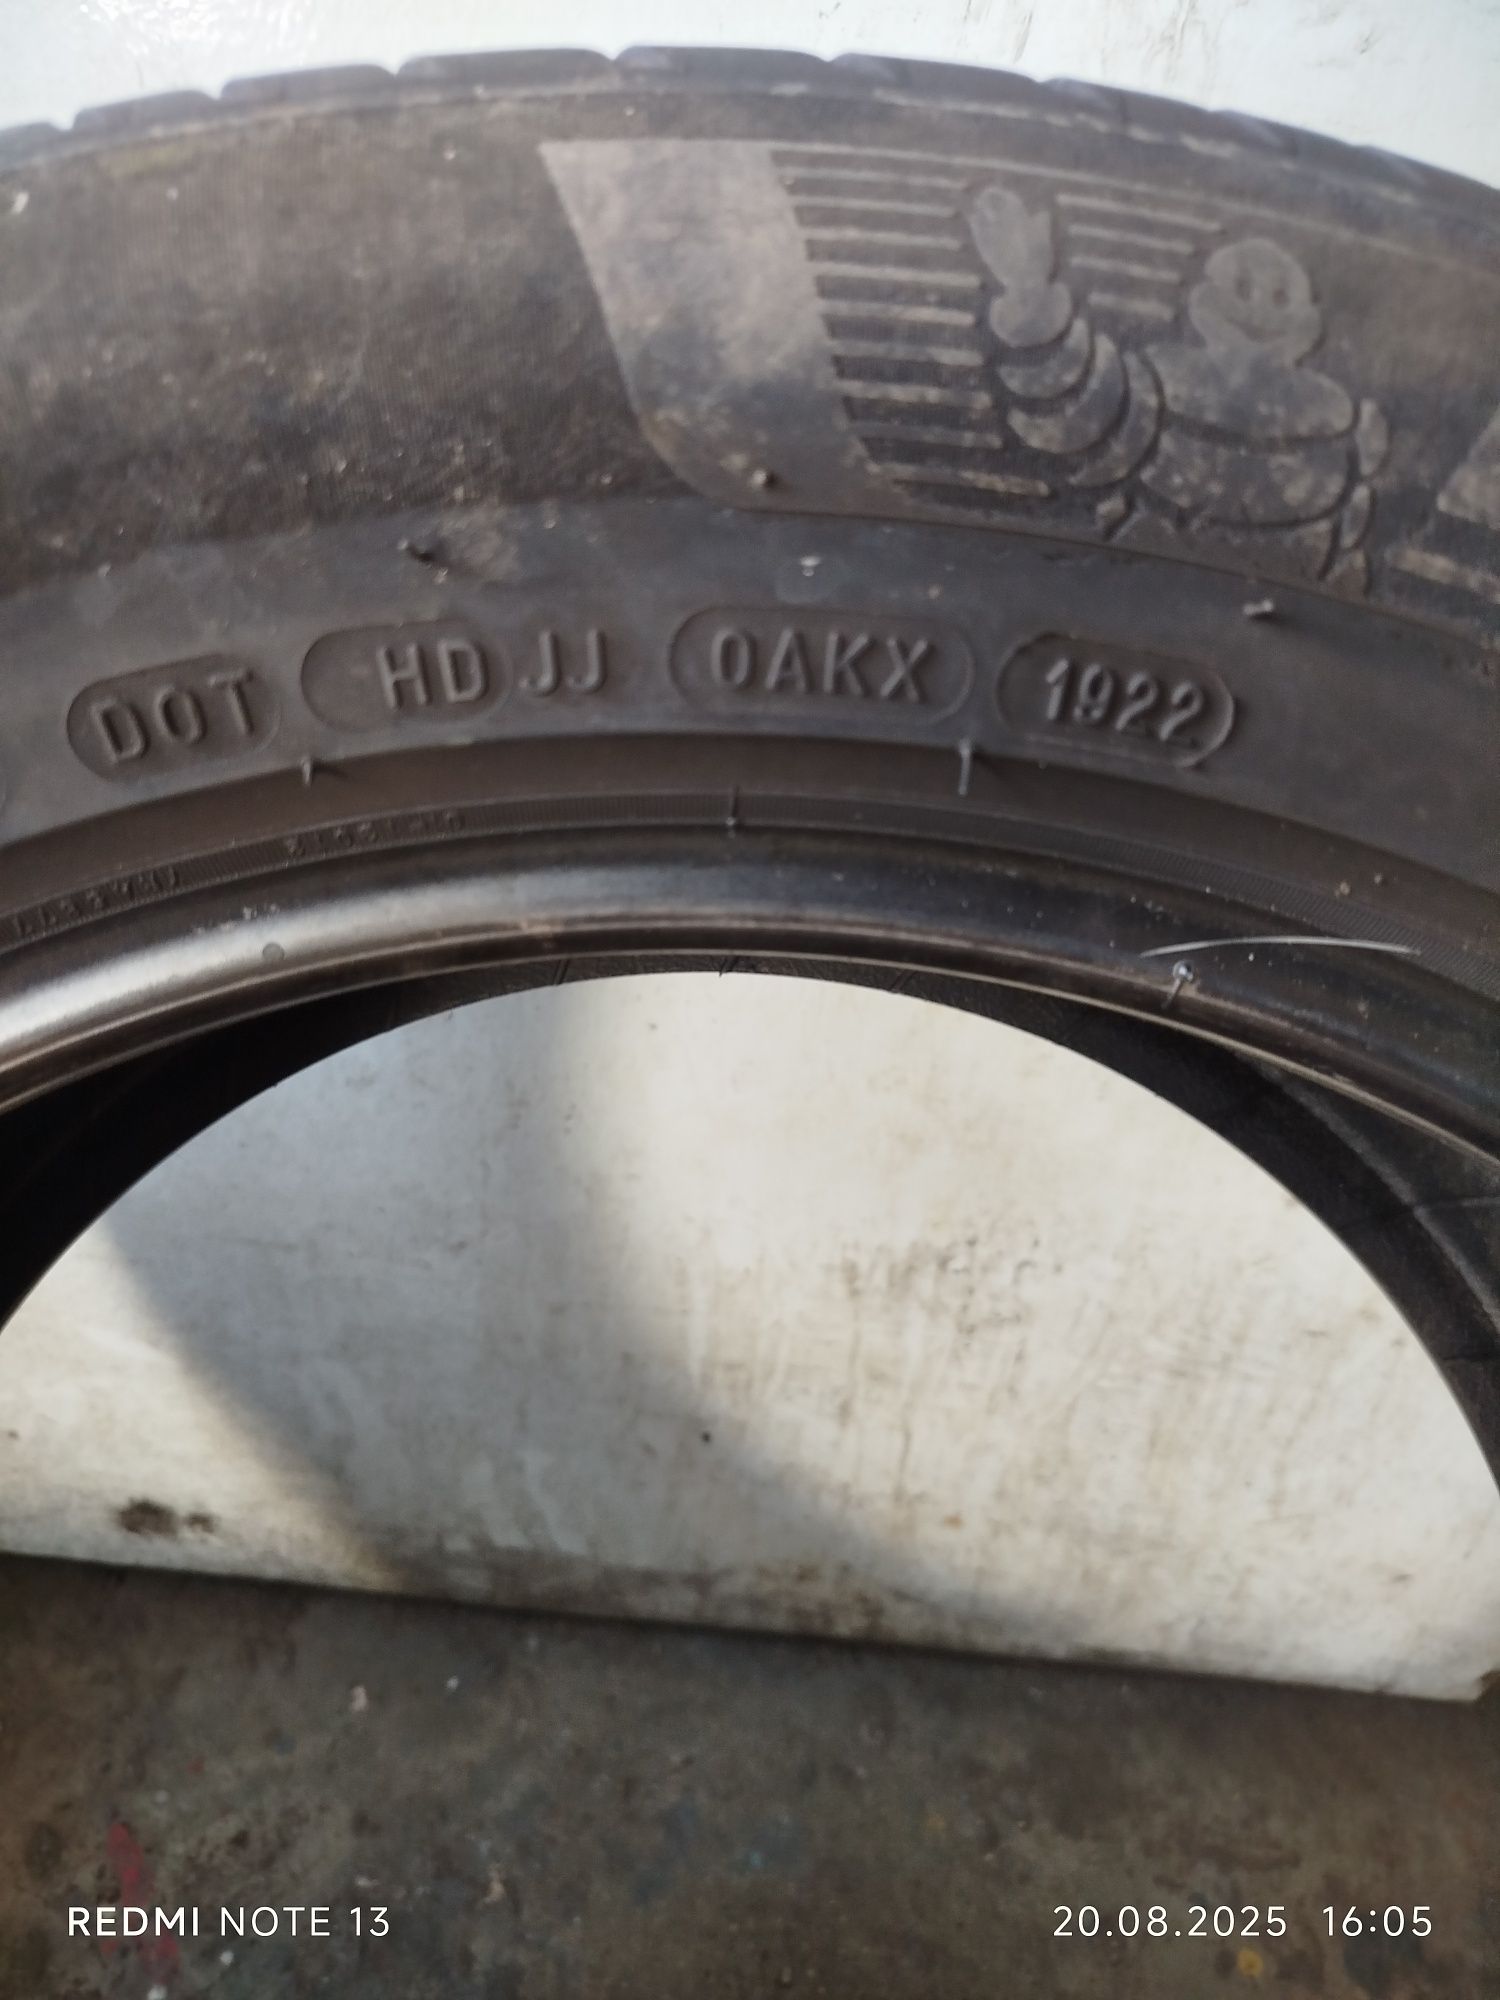 DOT HD JJ 0AKX 1922
REDMI NOTE 13
20.08.2025 16:05